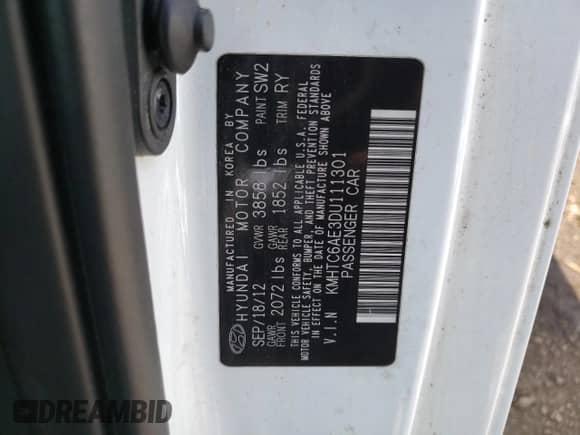 MANUFACTURED IN KOREA BY
HYUNDAI MOTOR COMPANY
SEP/18/12 GVWR 3858 lbs PAINT SW2
GAWR FRONT 2072 lbs GAWR REAR 1852 lbs TRIM RY
THIS VEHICLE CONFORMS TO ALL APPLICABLE U.S.A. FEDERAL
MOTOR VEHICLE SAFETY, BUMPER, AND THEFT PREVENTION STANDARDS
IN EFFECT ON THE DATE OF MANUFACTURE SHOWN ABOVE
V.I.N KMHTC6AE3DU111301
PASSENGER CAR
DREAMBID